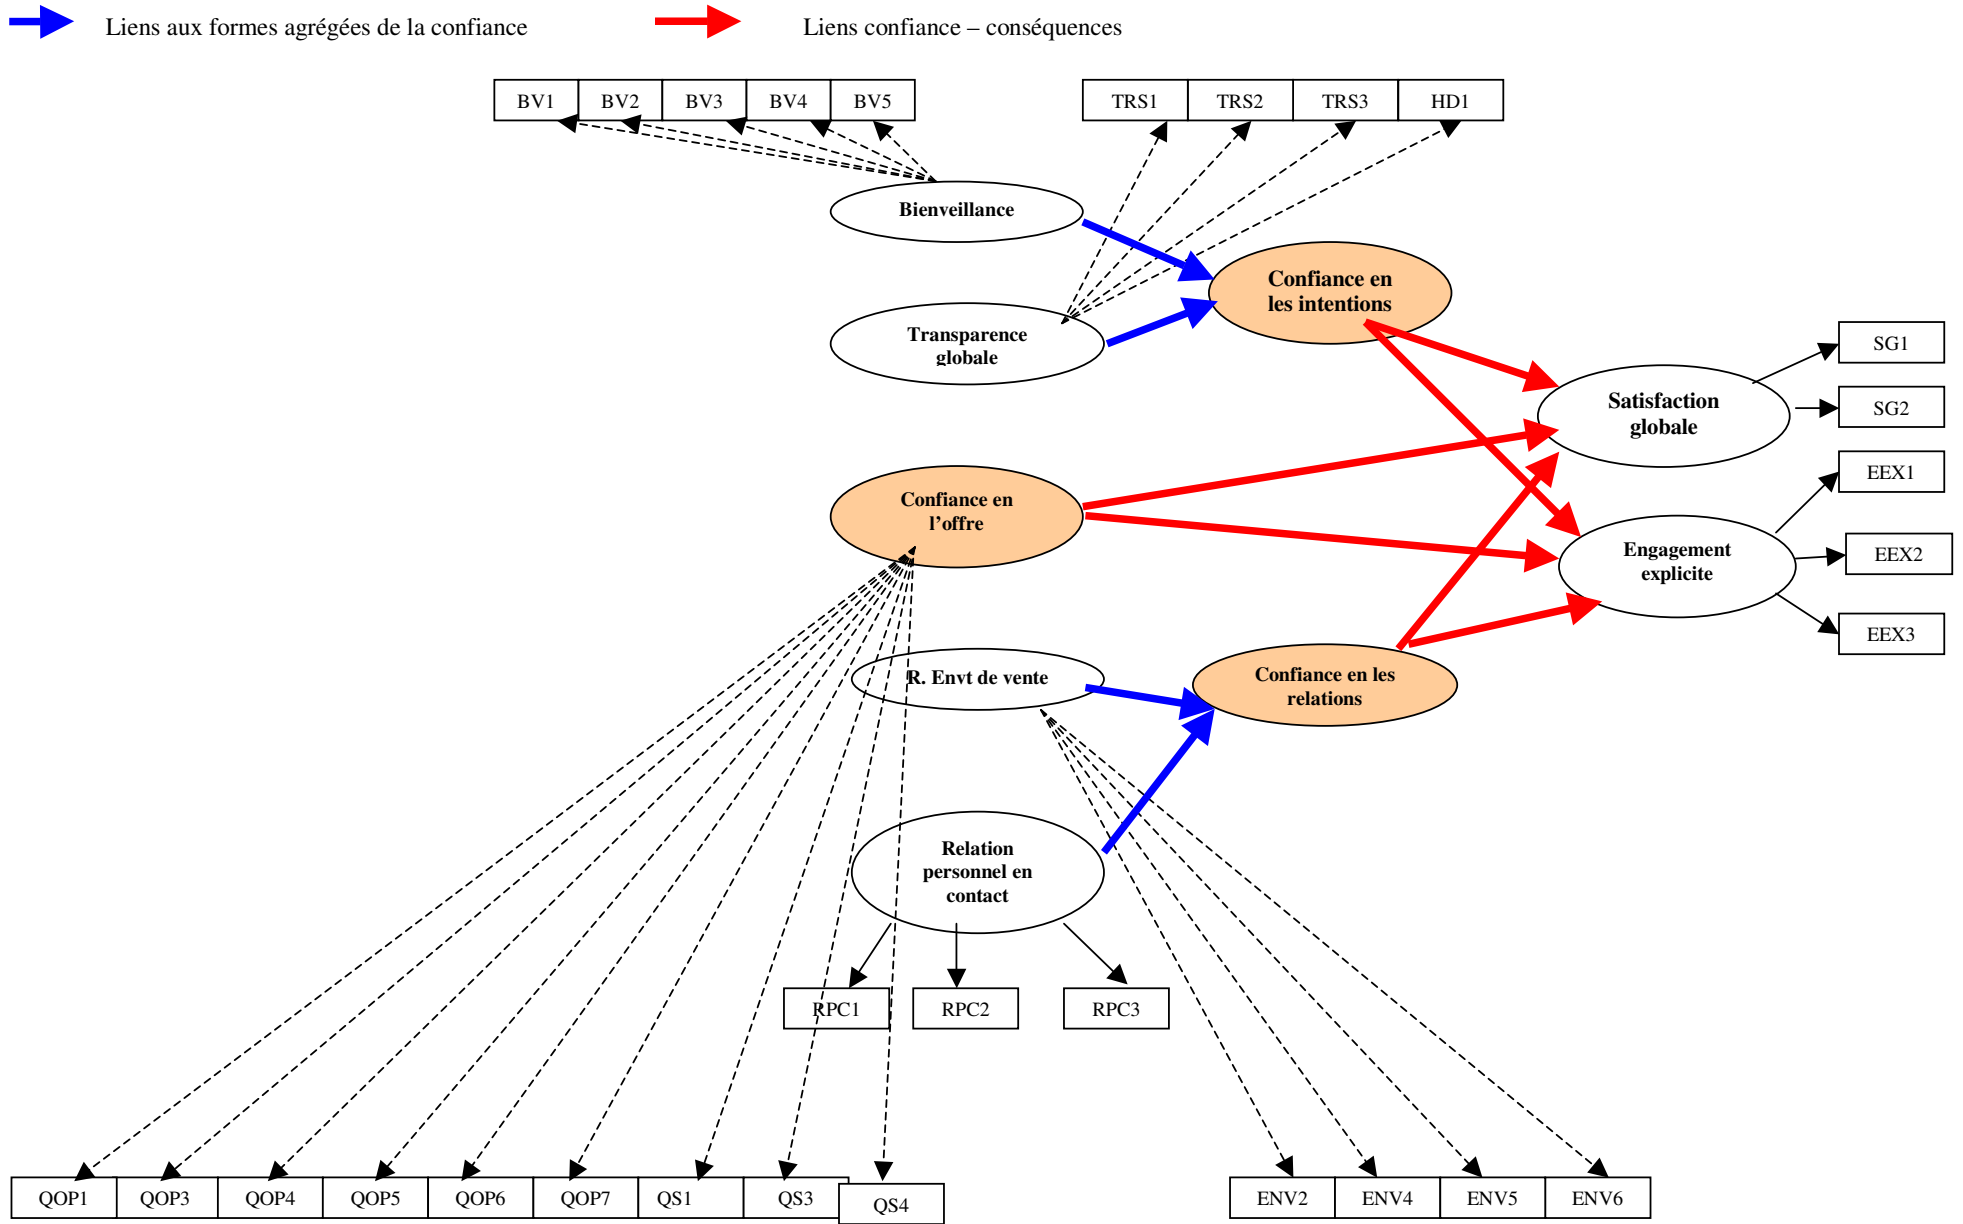 Liens aux formes agrégées de la confiance
Liens confiance – conséquences
BV1
BV2
BV3
BV4
BV5
TRS1
TRS2
TRS3
HD1
Bienveillance
Confiance en
les intentions
Transparence
globale
SG1
Satisfaction
globale
SG2
EEX1
Confiance en
l’offre
Engagement
explicite
EEX2
EEX3
R. Envt de vente
Confiance en les
relations
Relation
personnel en
contact
RPC1
RPC2
RPC3
QOP1
QOP3
QOP4
QOP5
QOP6
QOP7
QS1
QS3
QS4
ENV2
ENV4
ENV5
ENV6